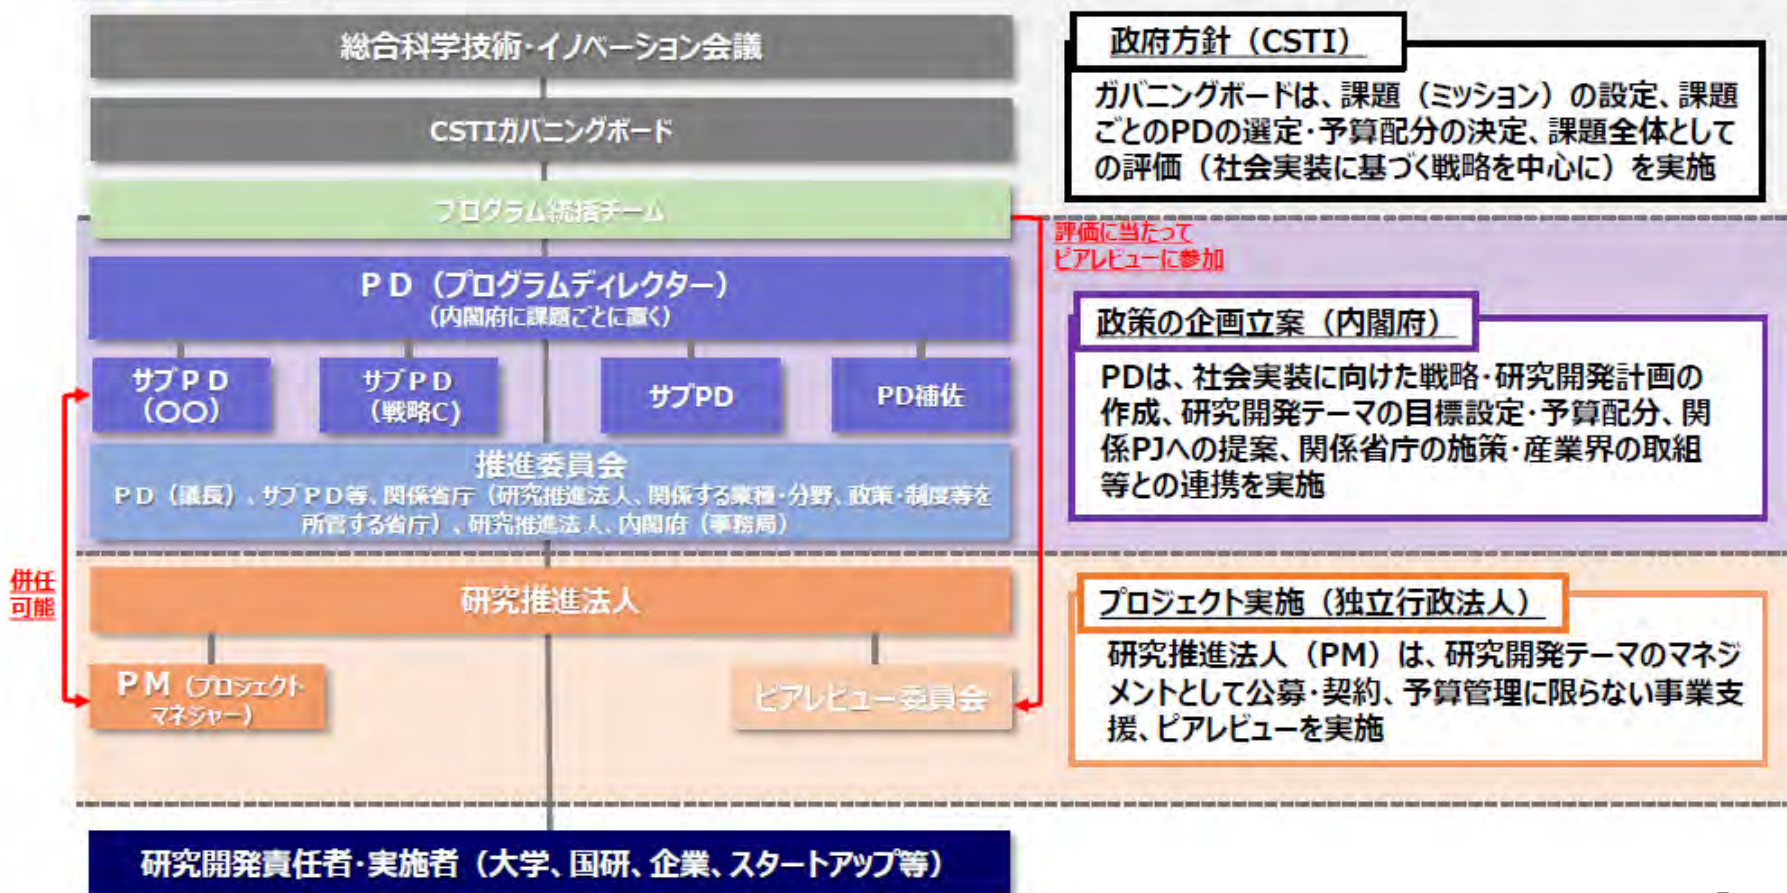 総合科学技術・イノベーション会議
CSTIガバニングボード
プログラム統括チーム
PD（プログラムディレクター）
（内閣府に課題ごとに置く）
サブPD
（〇〇）
サブPD
（戦略C)
サブPD
PD補佐
推進委員会
PD（議長）、サブPD等、関係省庁（研究推進法人、関係する業種・分野、政策・制度等を
所管する省庁）、研究推進法人、内閣府（事務局）
併任
可能
研究推進法人
PM（プロジェクト
マネジャー）
ピアレビュー委員会
研究開発責任者・実施者（大学、国研、企業、スタートアップ等）
政府方針（CSTI）
ガバニングボードは、課題（ミッション）の設定、課題
ごとのPDの選定・予算配分の決定、課題全体として
の評価（社会実装に基づく戦略を中心に）を実施
評価に当たって
ピアレビューに参加
政策の企画立案（内閣府）
PDは、社会実装に向けた戦略・研究開発計画の
作成、研究開発テーマの目標設定・予算配分、関
係PJへの提案、関係省庁の施策・産業界の取組
等との連携を実施
プロジェクト実施（独立行政法人）
研究推進法人（PM）は、研究開発テーマのマネジ
メントとして公募・契約、予算管理に限らない事業支
援、ピアレビューを実施